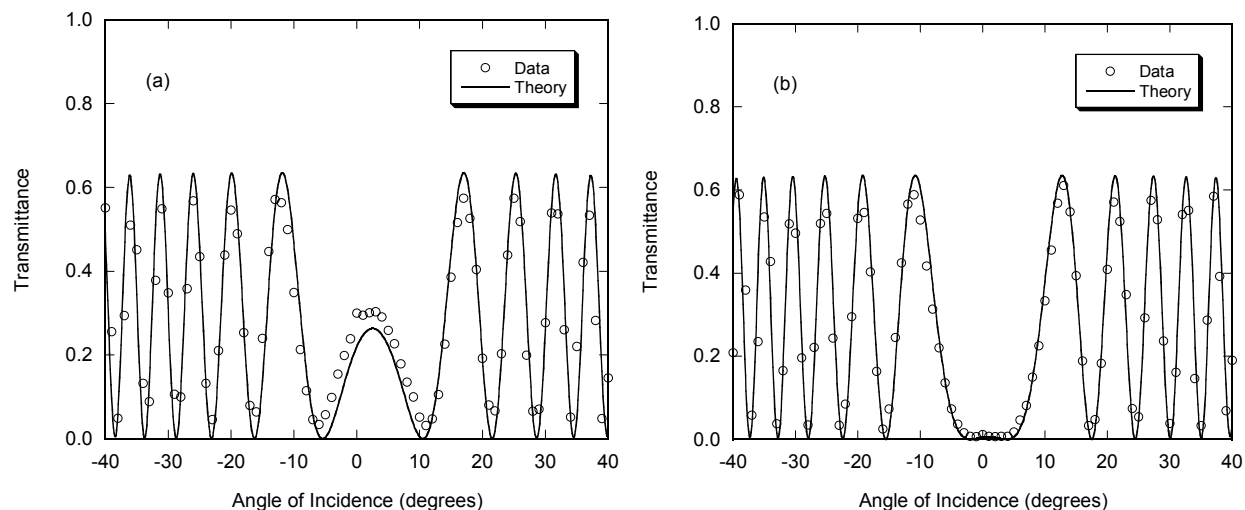 1.0
0.8
0.6
0.4
0.2
0.0
Transmittance
(a)
Data
Theory
-40 -30 -20 -10 0 10 20 30 40
Angle of Incidence (degrees)
1.0
0.8
0.6
0.4
0.2
0.0
Transmittance
(b)
Data
Theory
-40 -30 -20 -10 0 10 20 30 40
Angle of Incidence (degrees)